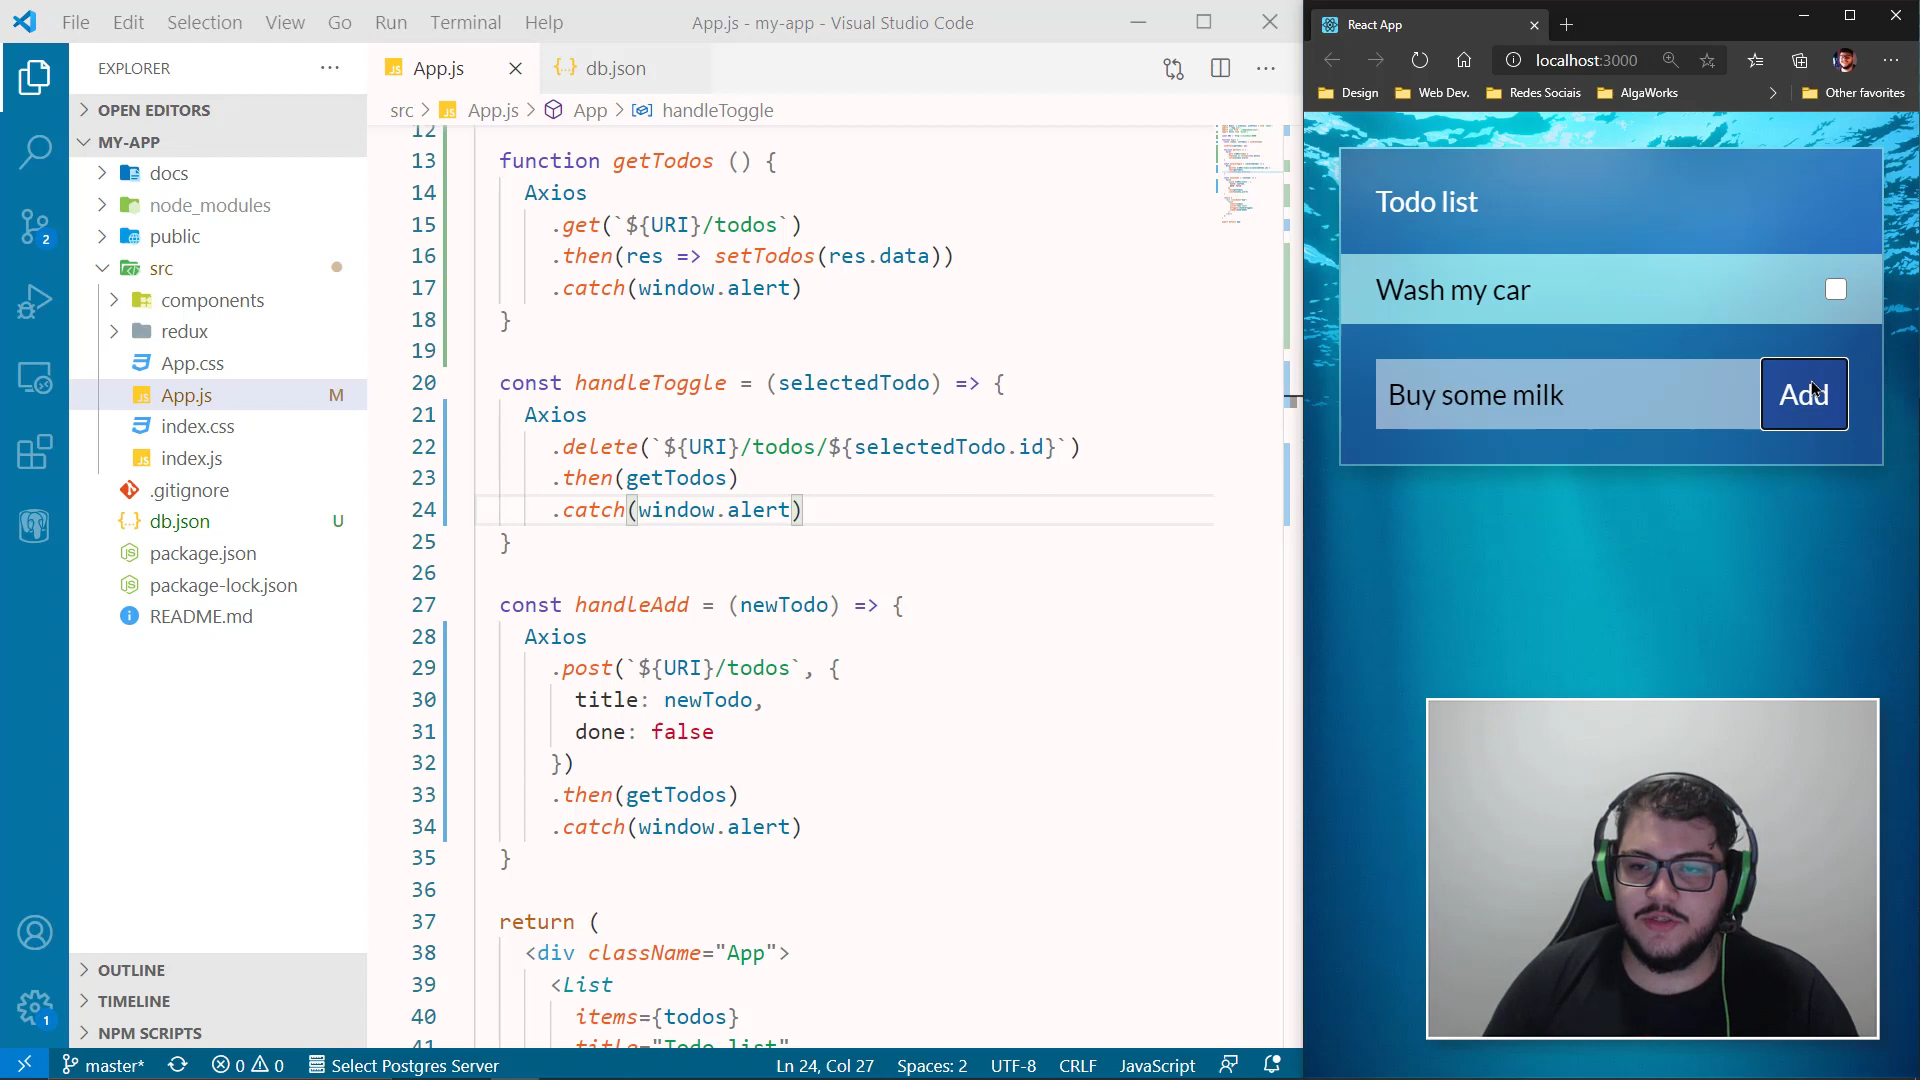 File Edit Selection View Go Run Terminal Help
App.js - my-app - Visual Studio Code
EXPLORER
OPEN EDITORS
MY-APP
docs
node_modules
public
src
components
redux
App.css
App.js M
index.css
index.js
.gitignore
db.json U
package.json
package-lock.json
README.md
OUTLINE
TIMELINE
NPM SCRIPTS
App.js
db.json
src App.js App handleToggle
12
13 function getTodos () {
14 Axios
15 .get(`${URI}/todos`)
16 .then(res => setTodos(res.data))
17 .catch(window.alert)
18 }
19
20 const handleToggle = (selectedTodo) => {
21 Axios
22 .delete(`${URI}/todos/${selectedTodo.id}`)
23 .then(getTodos)
24 .catch(window.alert)
25 }
26
27 const handleAdd = (newTodo) => {
28 Axios
29 .post(`${URI}/todos`, {
30 title: newTodo,
31 done: false
32 })
33 .then(getTodos)
34 .catch(window.alert)
35 }
36
37 return (
38 <div className="App">
39 <List
40 items={todos}
41 title="Todo list"
2
1
master* 0 0 Select Postgres Server Ln 24, Col 27 Spaces: 2 UTF-8 CRLF JavaScript
React App
localhost:3000
Design Web Dev. Redes Sociais AlgaWorks Other favorites
Todo list
Wash my car
Buy some milk Add